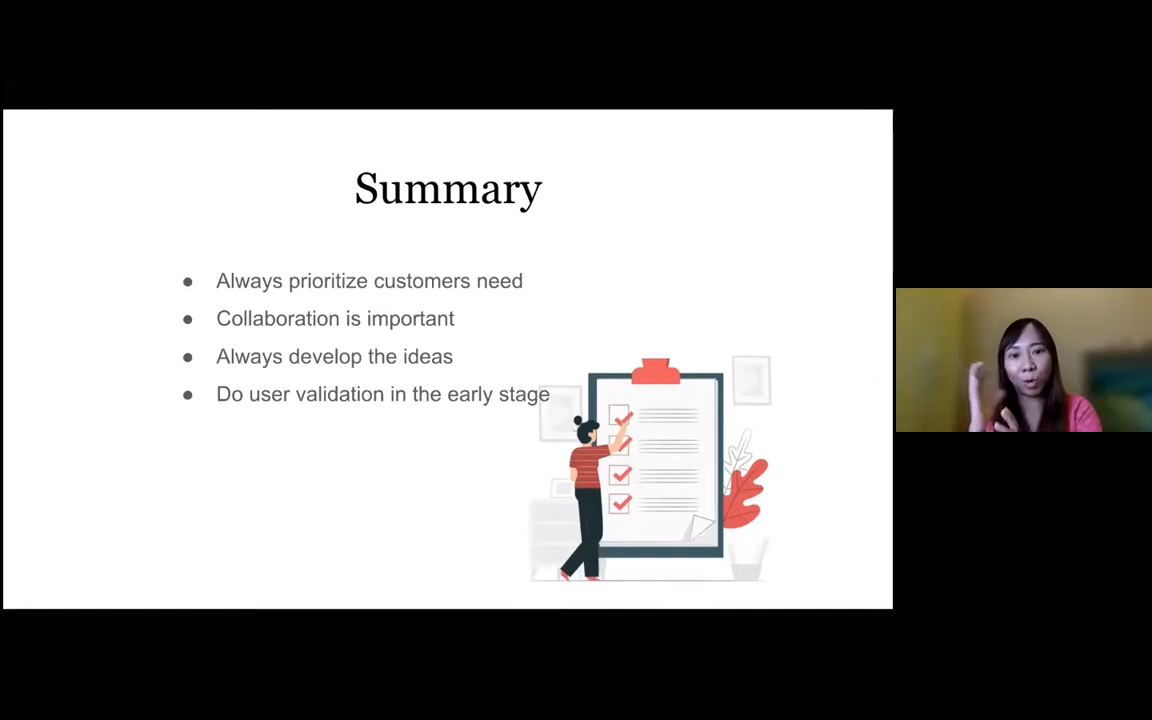 Summary
● Always prioritize customers need
● Collaboration is important
● Always develop the ideas
● Do user validation in the early stage